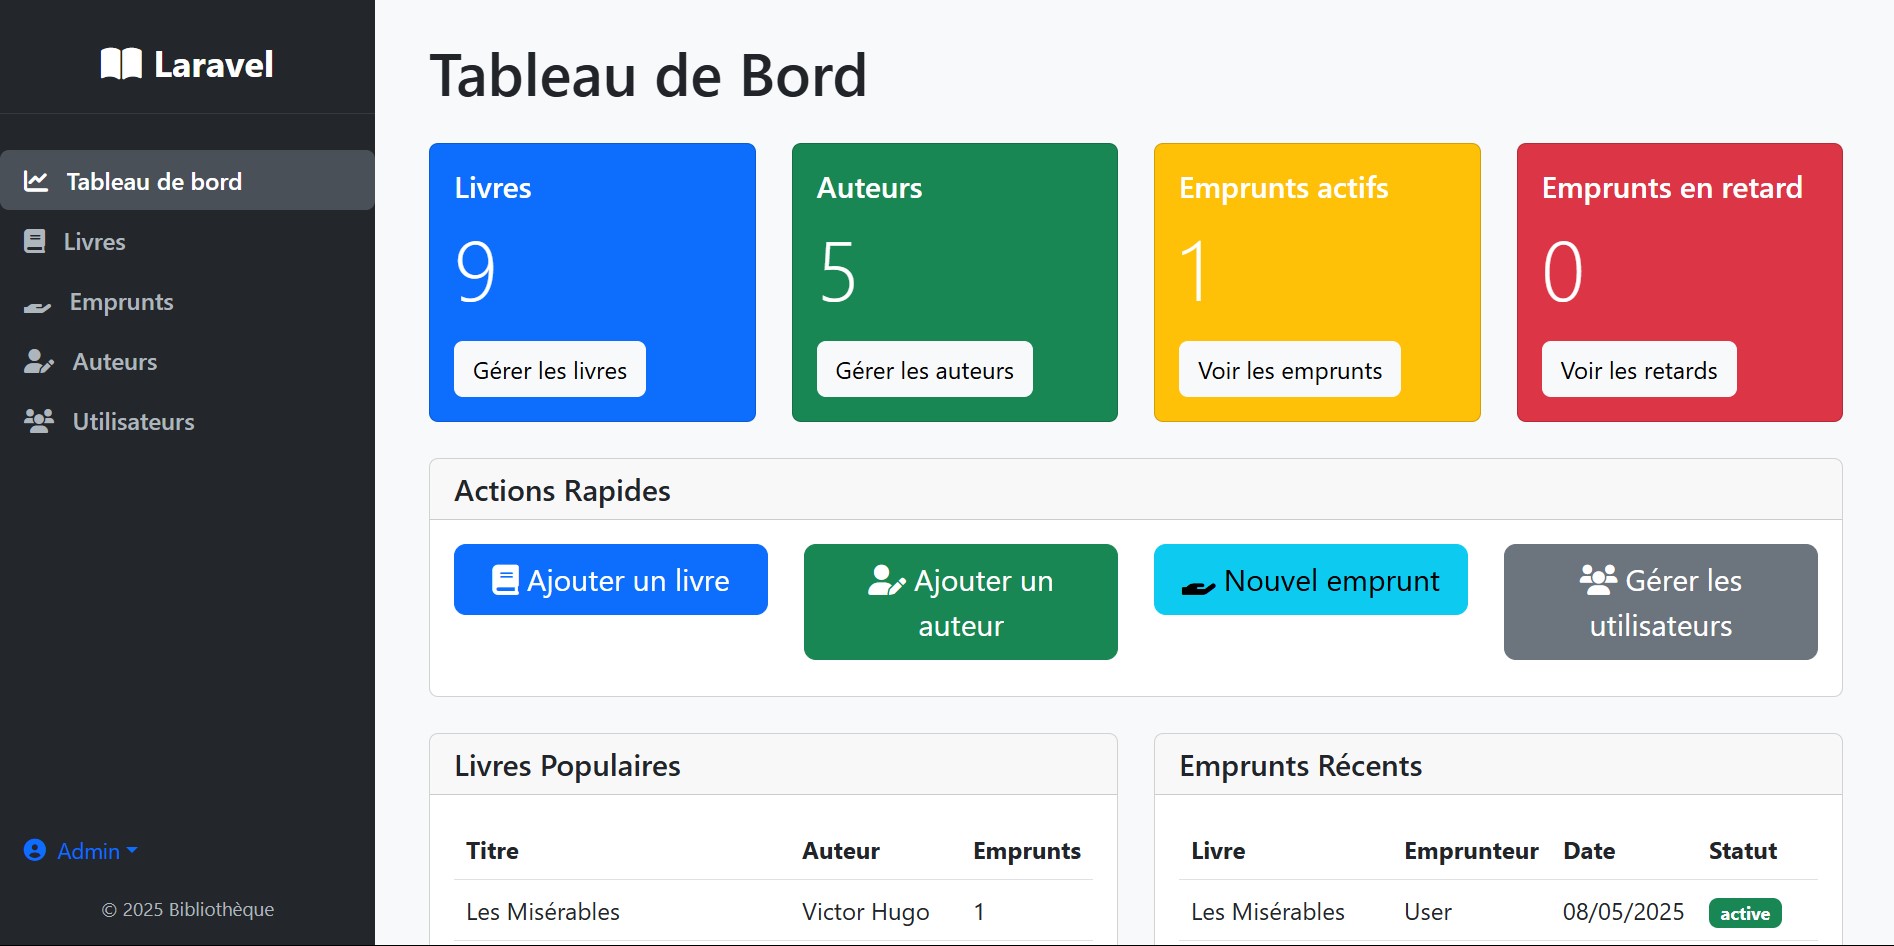 Laravel
Tableau de bord
Livres
Emprunts
Auteurs
Utilisateurs
Admin
© 2025 Bibliothèque
Tableau de Bord
Livres
9
Gérer les livres
Auteurs
5
Gérer les auteurs
Emprunts actifs
1
Voir les emprunts
Emprunts en retard
0
Voir les retards
Actions Rapides
Ajouter un livre
Ajouter un
auteur
Nouvel emprunt
Gérer les
utilisateurs
Livres Populaires
Titre Auteur Emprunts
Les Misérables Victor Hugo 1
Emprunts Récents
Livre Emprunteur Date Statut
Les Misérables User 08/05/2025 active